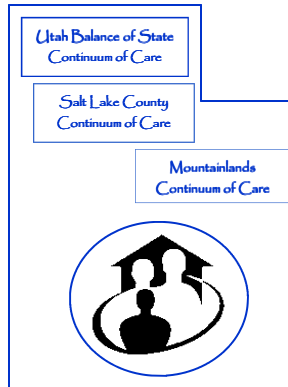 Utah Balance of State
Continuum of Care
Salt Lake County
Continuum of Care
Mountainlands
Continuum of Care